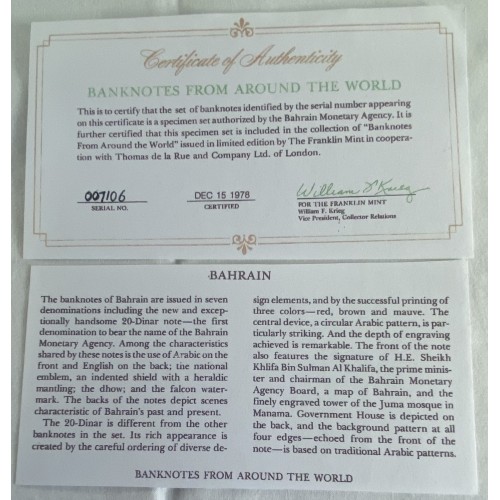 Certificate of Authenticity
BANKNOTES FROM AROUND THE WORLD
This is to certify that the set of banknotes identified by the serial number appearing
on this certificate is a specimen set authorized by the Bahrain Monetary Agency. It is
further certified that this specimen set is included in the collection of "Banknotes
From Around the World" issued in limited edition by The Franklin Mint in coopera-
tion with Thomas de la Rue and Company Ltd. of London.
007106
SERIAL NO.
DEC 15 1978
CERTIFIED
William F. Krieg
FOR THE FRANKLIN MINT
William F. Krieg
Vice President, Collector Relations
BAHRAIN
The banknotes of Bahrain are issued in seven
denominations including the new and excep-
tionally handsome 20-Dinar note—the first
denomination to bear the name of the Bahrain
Monetary Agency. Among the characteristics
shared by these notes is the use of Arabic on the
front and English on the back; the national
emblem, an indented shield with a heraldic
mantling; the dhow; and the falcon water-
mark. The backs of the notes depict scenes
characteristic of Bahrain's past and present.
The 20-Dinar is different from the other
banknotes in the set. Its rich appearance is
created by the careful ordering of diverse de-
sign elements, and by the successful printing of
three colors—red, brown and mauve. The
central device, a circular Arabic pattern, is par-
ticularly striking. And the depth of engraving
achieved is remarkable. The front of the note
also features the signature of H.E. Sheikh
Khlifa Bin Sulman Al Khalifa, the prime minis-
ter and chairman of the Bahrain Monetary
Agency Board, a map of Bahrain, and the
finely engraved tower of the Juma mosque in
Manama. Government House is depicted on
the back, and the background pattern at all
four edges—echoed from the front of the
note—is based on traditional Arabic patterns.
BANKNOTES FROM AROUND THE WORLD